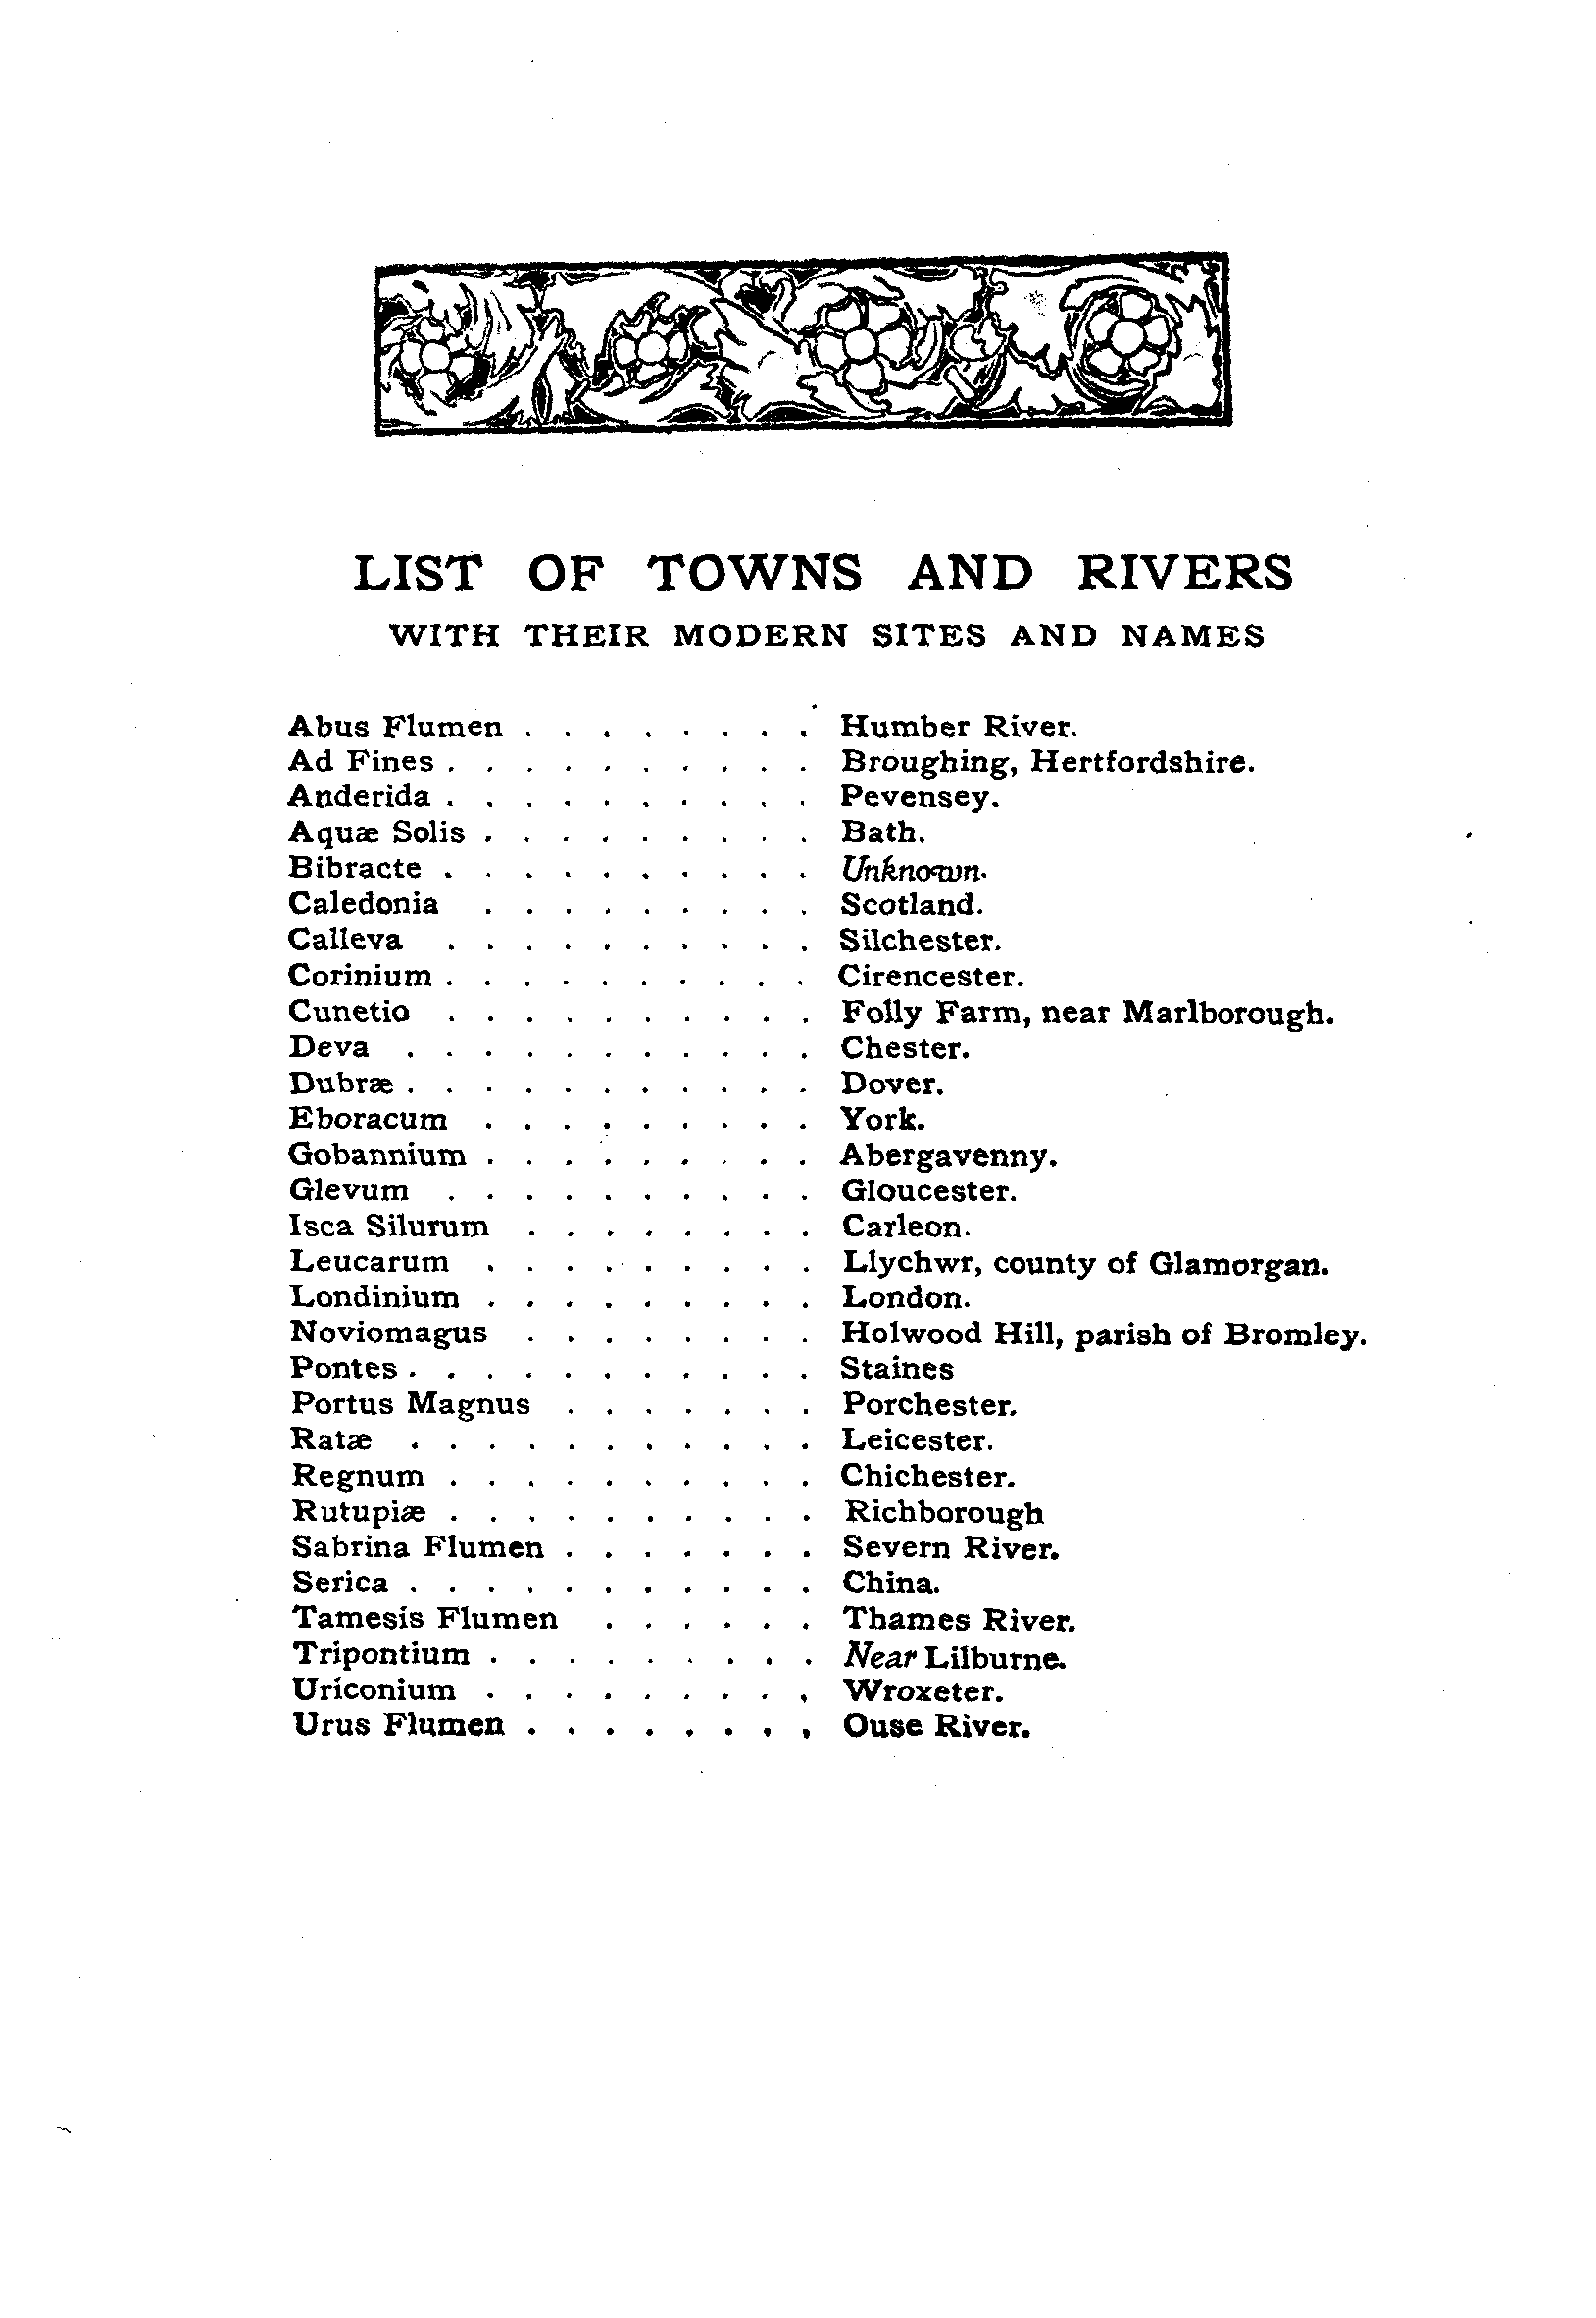 LIST OF TOWNS AND RIVERS
WITH THEIR MODERN SITES AND NAMES
Abus Flumen . . . . . . . . Humber River.
Ad Fines . . . . . . . . . . Broughing, Hertfordshire.
Anderida . . . . . . . . . . Pevensey.
Aquæ Solis . . . . . . . . . Bath.
Bibracte . . . . . . . . . . Unknown.
Caledonia . . . . . . . . . Scotland.
Calleva . . . . . . . . . . Silchester.
Corinium . . . . . . . . . . Cirencester.
Cunetio . . . . . . . . . . Folly Farm, near Marlborough.
Deva . . . . . . . . . . . Chester.
Dubræ . . . . . . . . . . . Dover.
Eboracum . . . . . . . . . York.
Gobannium . . . . . . . . . Abergavenny.
Glevum . . . . . . . . . . Gloucester.
Isca Silurum . . . . . . . . Carleon.
Leucarum . . . . . . . . . Llychwr, county of Glamorgan.
Londinium . . . . . . . . . London.
Noviomagus . . . . . . . . Holwood Hill, parish of Bromley.
Pontes . . . . . . . . . . . Staines
Portus Magnus . . . . . . . Porchester.
Ratæ . . . . . . . . . . . Leicester.
Regnum . . . . . . . . . . Chichester.
Rutupiæ . . . . . . . . . . Richborough
Sabrina Flumen . . . . . . . Severn River.
Serica . . . . . . . . . . . China.
Tamesis Flumen . . . . . . Thames River.
Tripontium . . . . . . . . . Near Lilburne.
Uriconium . . . . . . . . . Wroxeter.
Urus Flumen . . . . . . . . Ouse River.